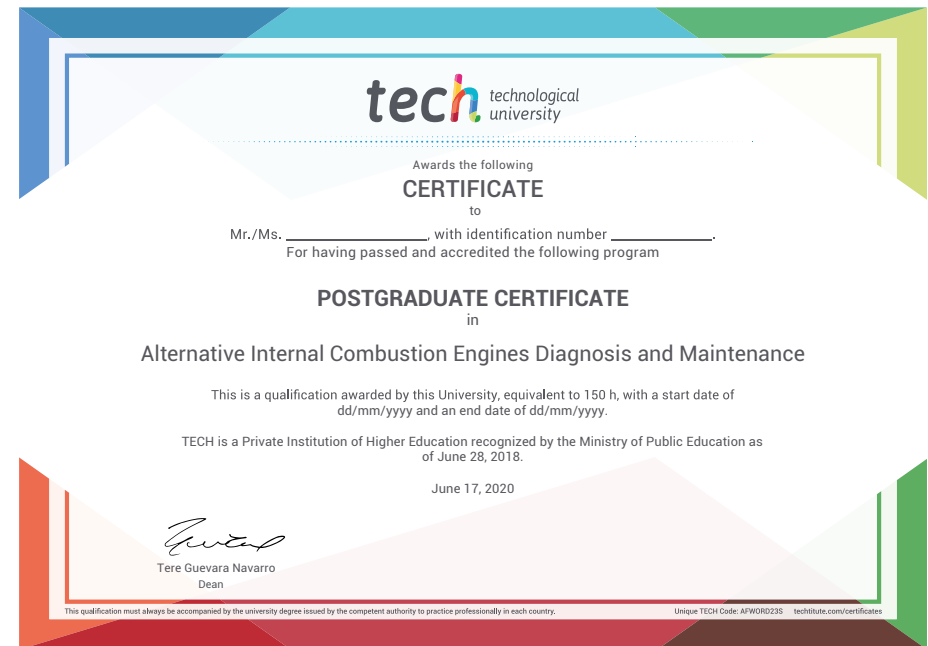 tech technological
university
Awards the following
CERTIFICATE
to
Mr./Ms. ____________, with identification number ____________.
For having passed and accredited the following program
POSTGRADUATE CERTIFICATE
in
Alternative Internal Combustion Engines Diagnosis and Maintenance
This is a qualification awarded by this University, equivalent to 150 h, with a start date of
dd/mm/yyyy and an end date of dd/mm/yyyy.
TECH is a Private Institution of Higher Education recognized by the Ministry of Public Education as
of June 28, 2018.
June 17, 2020
Tere Guevara Navarro
Dean
This qualification must always be accompanied by the university degree issued by the competent authority to practice professionally in each country.
Unique TECH Code: AFWORD23S techtitute.com/certificates